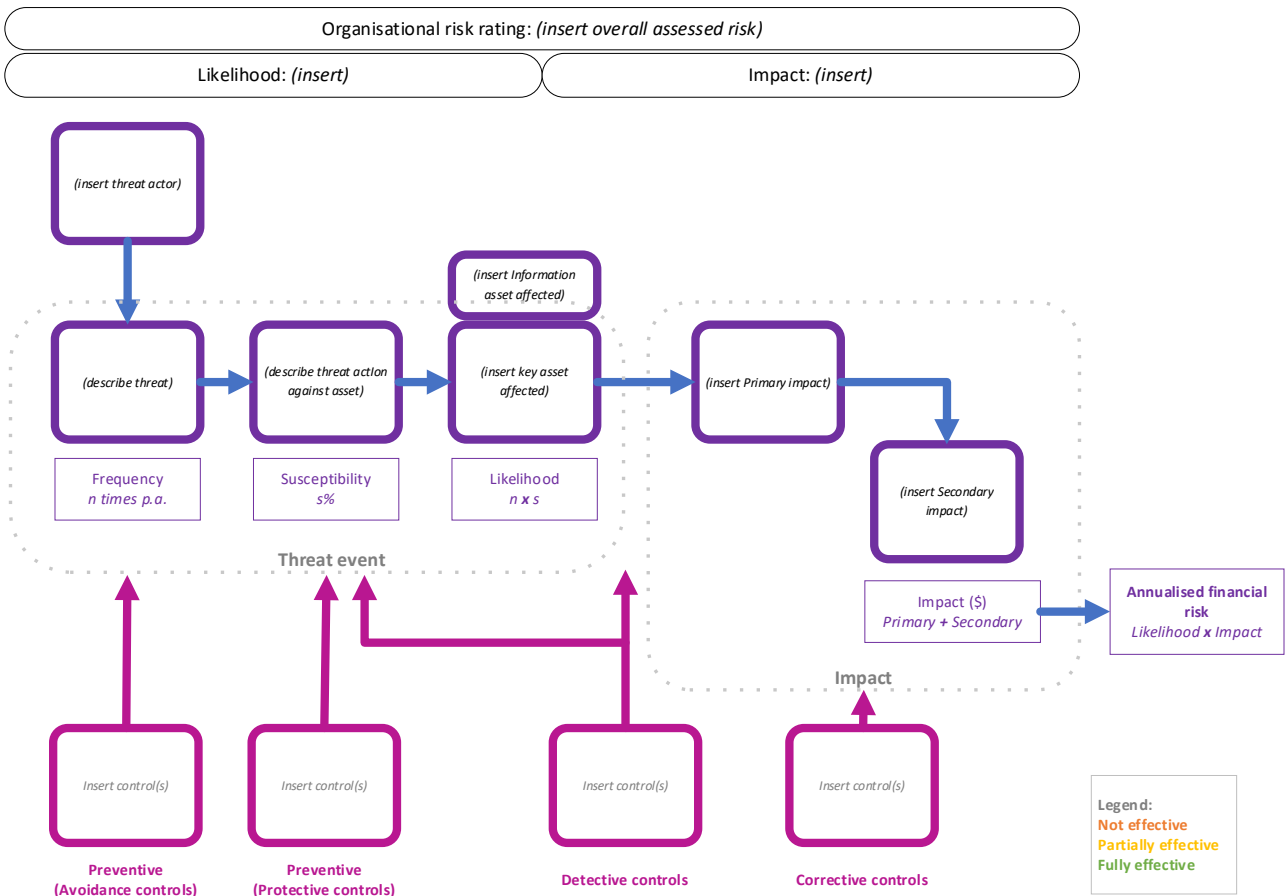 Organisational risk rating: (insert overall assessed risk)
Likelihood: (insert)
Impact: (insert)
(insert threat actor)
(insert Information
asset affected)
(describe threat)
(describe threat action
against asset)
(insert key asset
affected)
(insert Primary impact)
(insert Secondary
impact)
Frequency
n times p.a.
Susceptibility
s%
Likelihood
n x s
Threat event
Impact ($)
Primary + Secondary
Annualised financial
risk
Likelihood x Impact
Impact
Insert control(s)
Insert control(s)
Insert control(s)
Insert control(s)
Preventive
(Avoidance controls)
Preventive
(Protective controls)
Detective controls
Corrective controls
Legend:
Not effective
Partially effective
Fully effective